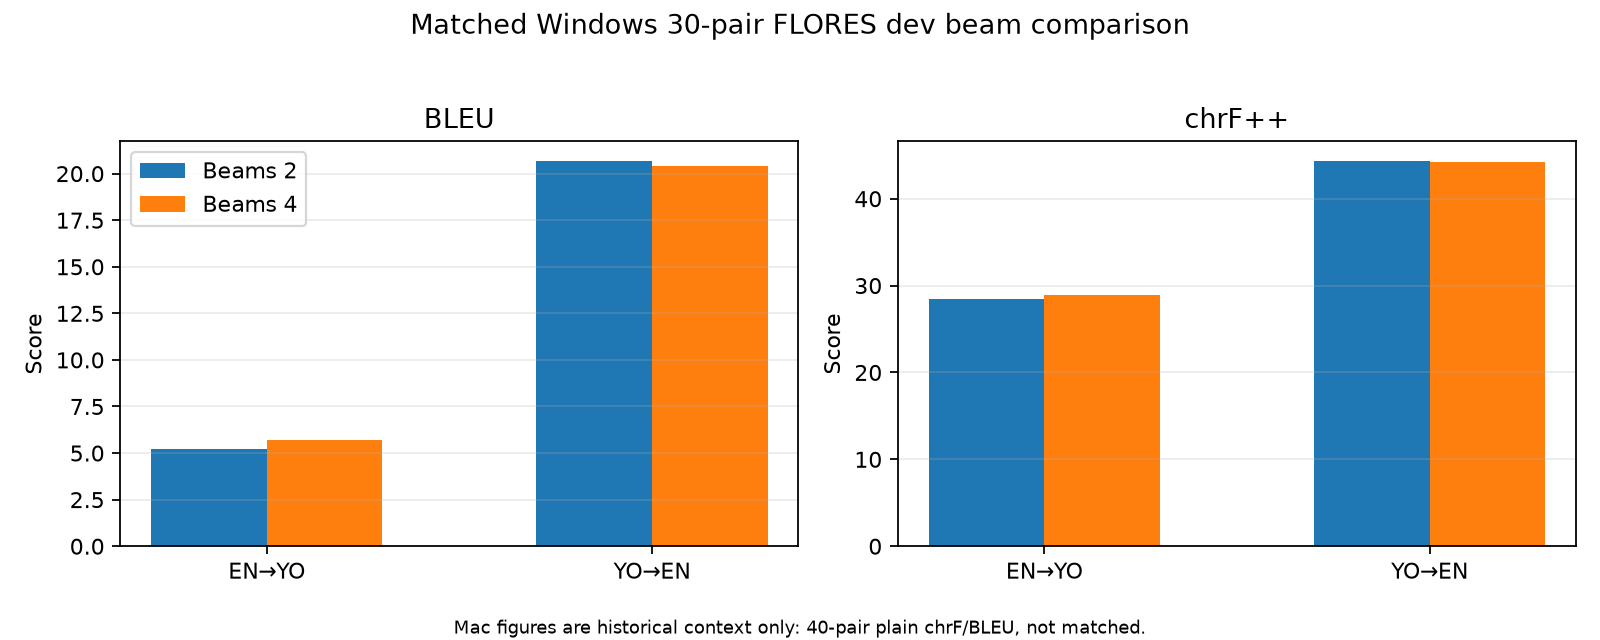 Matched Windows 30-pair FLORES dev beam comparison
BLEU
Beams 2
Beams 4
Score
20.0
17.5
15.0
12.5
10.0
7.5
5.0
2.5
0.0
EN→YO
YO→EN
chrF++
Score
40
30
20
10
0
EN→YO
YO→EN
Mac figures are historical context only: 40-pair plain chrF/BLEU, not matched.